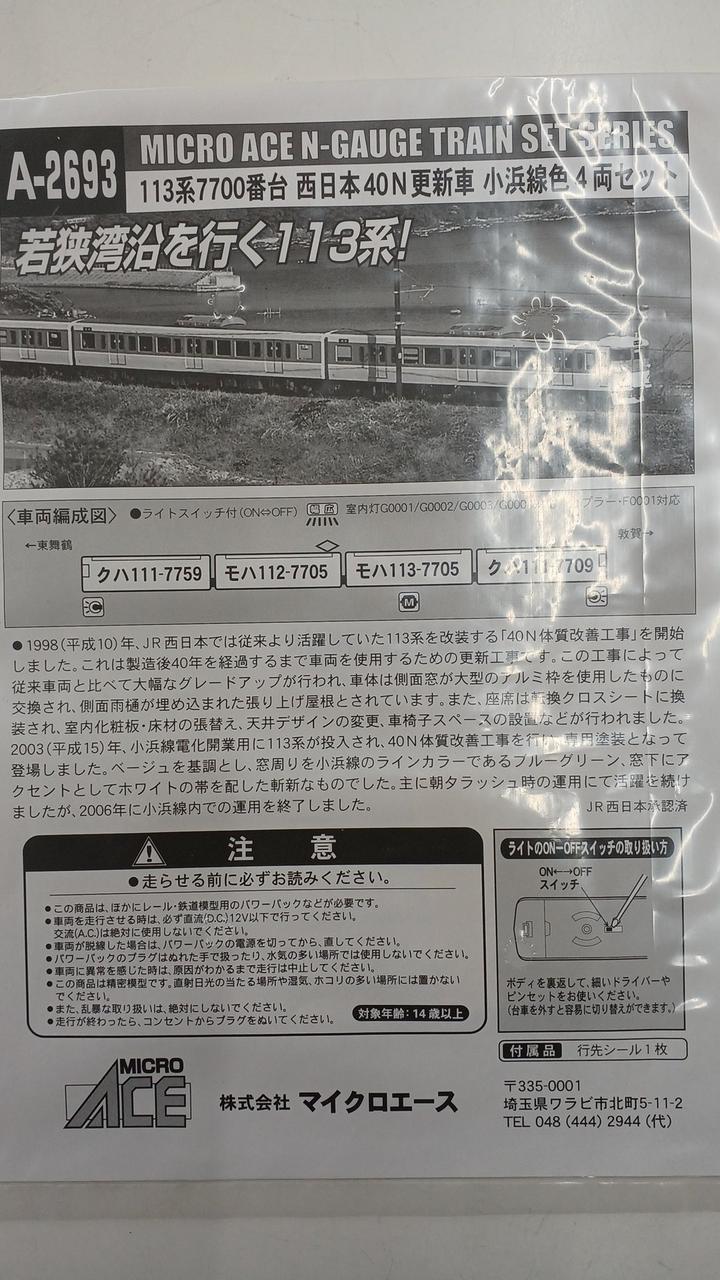 A-2693
MICRO ACE N-GAUGE TRAIN SET SERIES
113系7700番台 西日本40N更新車 小浜線色4両セット
若狭湾沿を行く113系!
〈車両編成図〉 ●ライトスイッチ付(ON⇔OFF) 幅広 室内灯G0001/G0002/G0003/G000 プラー・F0001対応
←東舞鶴 敦賀→
クハ111-7759 モハ112-7705 モハ113-7705 クハ111-7709
M
●1998(平成10)年、JR西日本では従来より活躍していた113系を改装する「40N体質改善工事」を開始
しました。これは製造後40年を経過するまで車両を使用するための更新工事です。この工事によって
従来車両と比べて大幅なグレードアップが行われ、車体は側面窓が大型のアルミ枠を使用したものに
交換され、側面雨樋が埋め込まれた張り上げ屋根とされています。また、座席は転換クロスシートに換
装され、室内化粧板・床材の張替え、天井デザインの変更、車椅子スペースの設置などが行われました。
2003(平成15)年、小浜線電化開業用に113系が投入され、40N体質改善工事を行い、専用塗装となって
登場しました。ベージュを基調とし、窓周りを小浜線のラインカラーであるブルーグリーン、窓下にア
クセントとしてホワイトの帯を配した斬新なものでした。主に朝夕ラッシュ時の運用にて活躍を続け
ましたが、2006年に小浜線内での運用を終了しました。 JR西日本承認済
注意
●走らせる前に必ずお読みください。
●この商品は、ほかにレール・鉄道模型用のパワーパックなどが必要です。
●車両を走行させる時は、必ず直流(D.C.)12V以下で行ってください。
交流(A.C.)は絶対に使用しないでください。
●車両が脱線した場合は、パワーパックの電源を切ってから、直してください。
●パワーパックのプラグはぬれた手で扱ったり、水気の多い場所では使用しないでください。
●車両に異常を感じた時は、原因がわかるまで走行は中止してください。
●この商品は精密模型です。直射日光の当たる場所や湿気、ホコリの多い場所には置かない
でください。
●また、乱暴な取り扱いは、絶対にしないでください。
●走行が終わったら、コンセントからプラグをぬいてください。
対象年齢:14歳以上
ライトのON−OFFスイッチの取り扱い方
ON←→OFF
スイッチ
ボディを裏返して、細いドライバーや
ピンセットをお使いください。
(台車を外すと容易に切り替えができます。)
付属品 行先シール1枚
MICRO
ACE
株式会社 マイクロエース
〒335-0001
埼玉県ワラビ市北町5-11-2
TEL 048(444)2944(代)